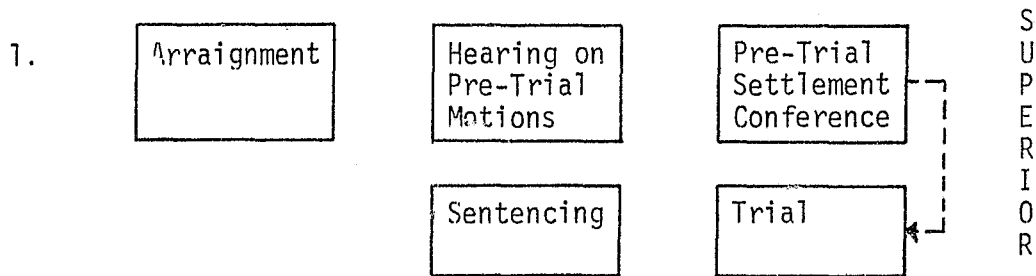 1.
Arraignment
Hearing on
Pre-Trial
Motions
Pre-Trial
Settlement
Conference
Sentencing
Trial
S
U
P
E
R
I
O
R